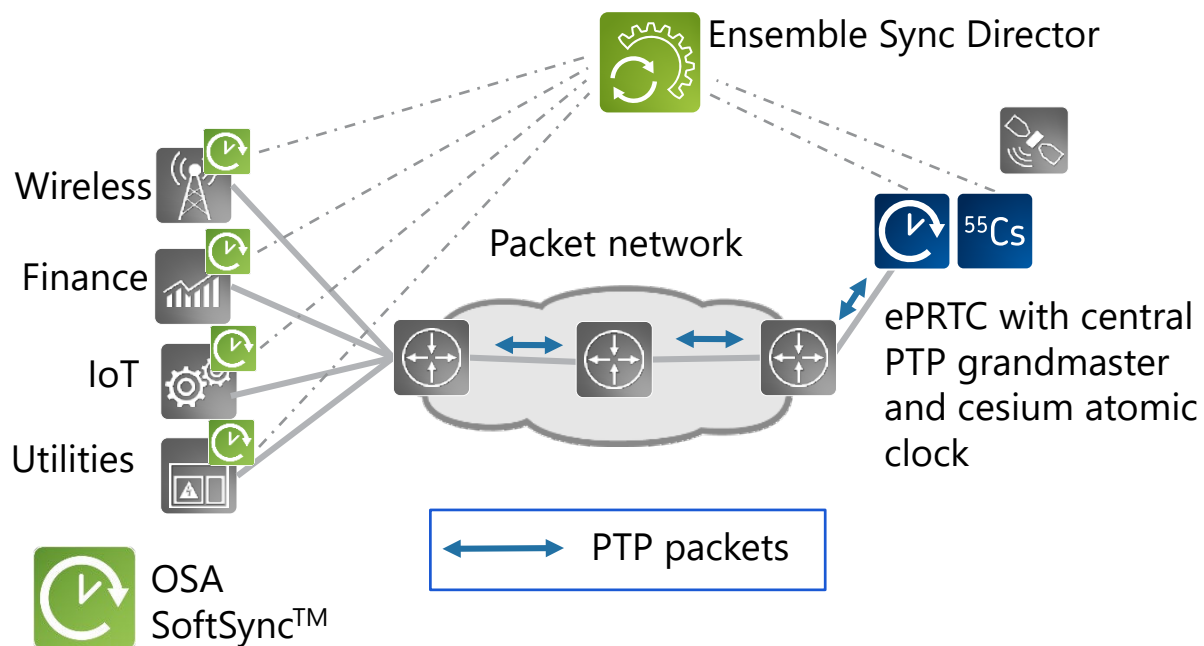 Ensemble Sync Director
Wireless
Finance
IoT
Utilities
Packet network
⁵⁵Cs
ePRTC with central
PTP grandmaster
and cesium atomic
clock
PTP packets
OSA
SoftSync™